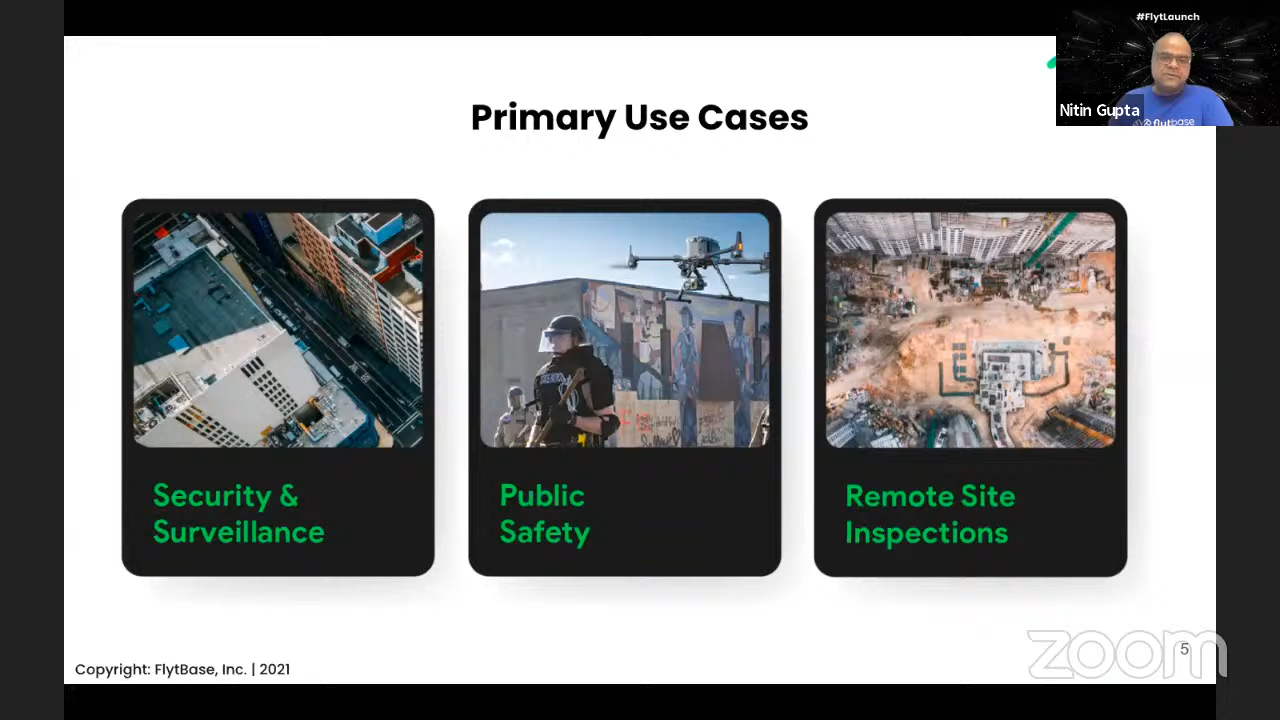 #FlytLaunch
Nitin Gupta
flytbase
Primary Use Cases
Security &
Surveillance
Public
Safety
Remote Site
Inspections
Copyright: FlytBase, Inc. | 2021
zoom
5